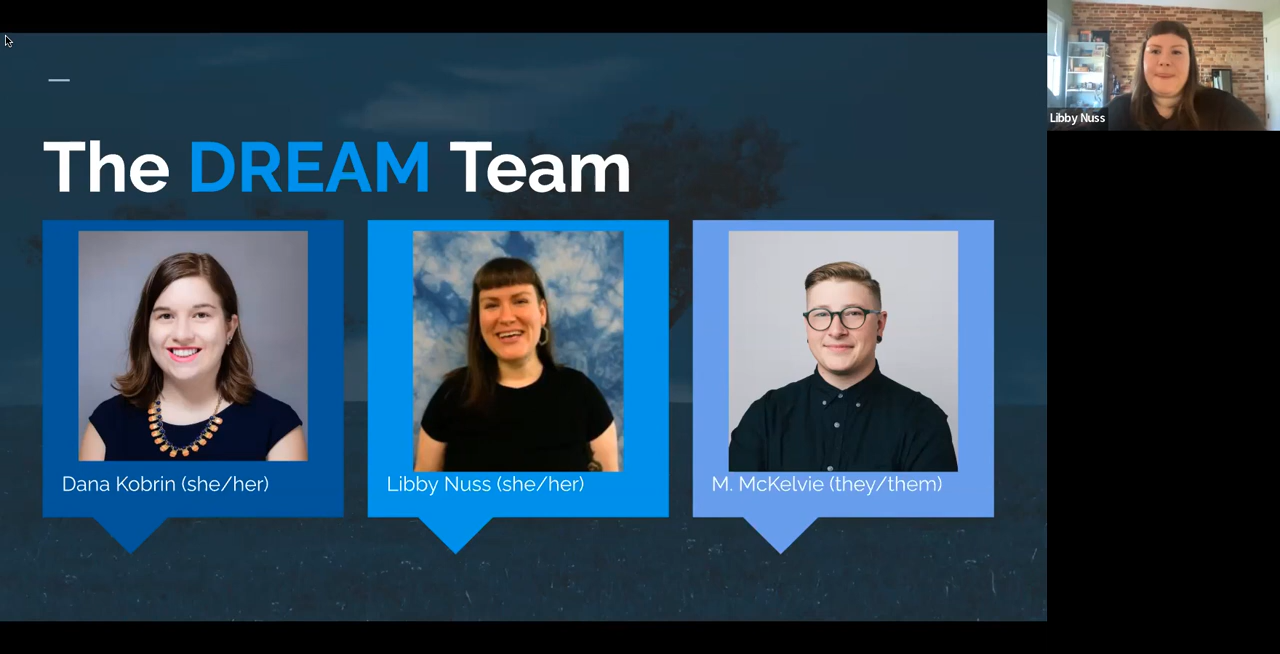 The DREAM Team
Dana Kobrin (she/her)
Libby Nuss (she/her)
M. McKelvie (they/them)
Libby Nuss